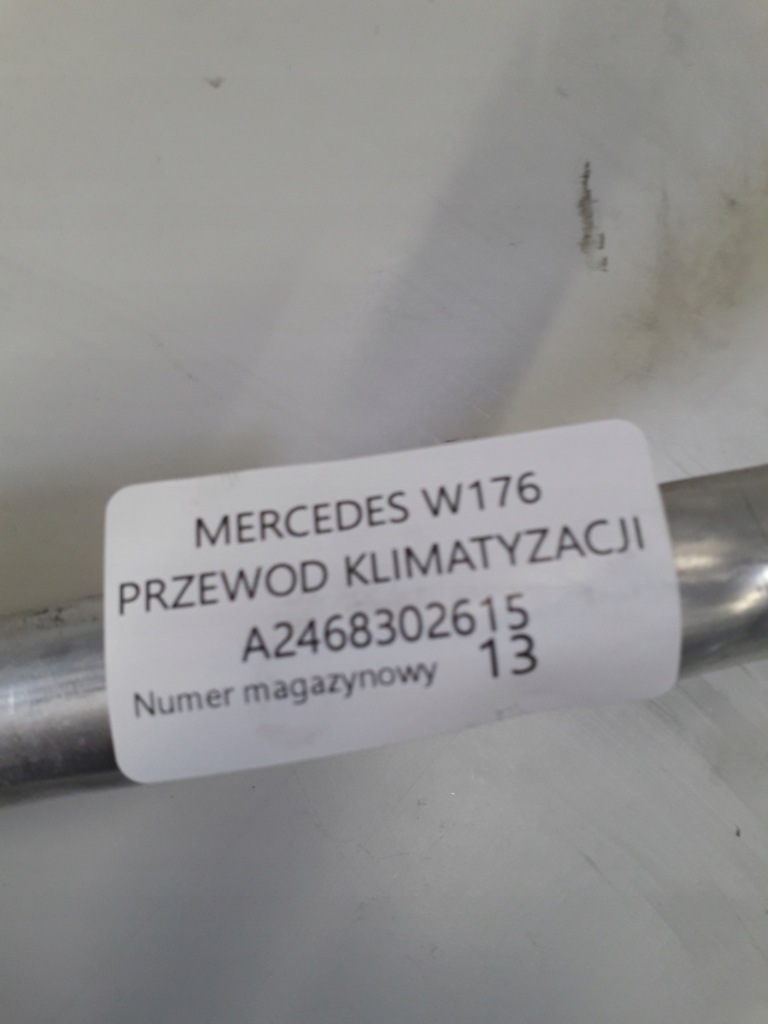 MERCEDES W176
PRZEWOD KLIMATYZACJI
A2468302615
Numer magazynowy 13